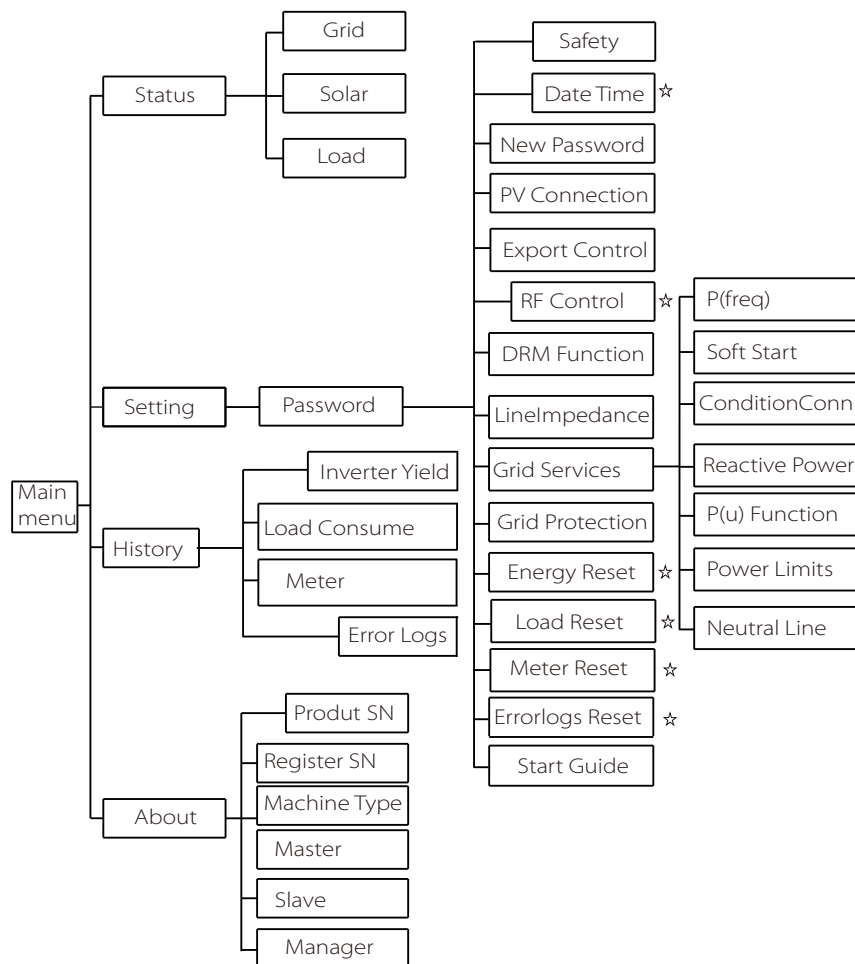 Main
menu
Status
Grid
Solar
Load
Setting
Password
Safety
Date Time ☆
New Password
PV Connection
Export Control
RF Control ☆
DRM Function
LineImpedance
Grid Services
P(freq)
Soft Start
ConditionConn
Reactive Power
P(u) Function
Power Limits
Neutral Line
Grid Protection
Energy Reset ☆
Load Reset ☆
Meter Reset ☆
Errorlogs Reset ☆
Start Guide
History
Inverter Yield
Load Consume
Meter
Error Logs
About
Produt SN
Register SN
Machine Type
Master
Slave
Manager